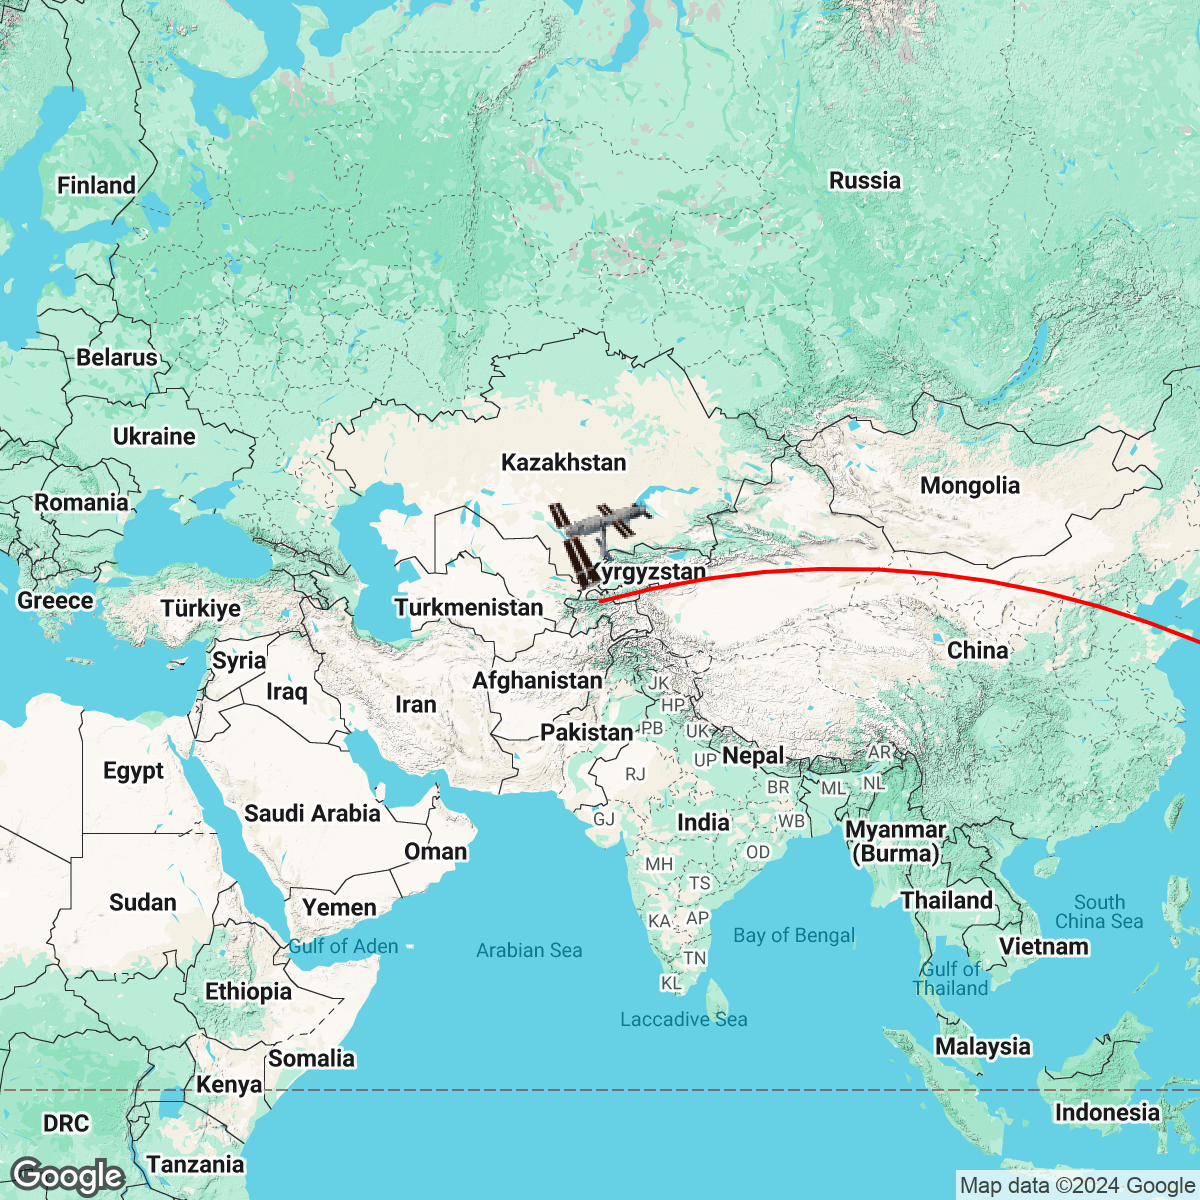 Finland
Russia
Belarus
Ukraine
Kazakhstan
Mongolia
Romania
Kyrgyzstan
Greece
Türkiye
Turkmenistan
China
Syria
Afghanistan
JK
Iraq
Iran
HP
PB
UK
Pakistan
Nepal
AR
UP
Egypt
RJ
BR
ML
NL
Saudi Arabia
GJ
India
WB
Myanmar
(Burma)
Oman
MH
OD
TS
Sudan
Yemen
Thailand
South
China Sea
KA
AP
Gulf of Aden
Arabian Sea
Bay of Bengal
Vietnam
TN
Gulf of
Thailand
KL
Ethiopia
Laccadive Sea
Malaysia
Somalia
Kenya
DRC
Indonesia
Tanzania
Google
Map data ©2024 Google